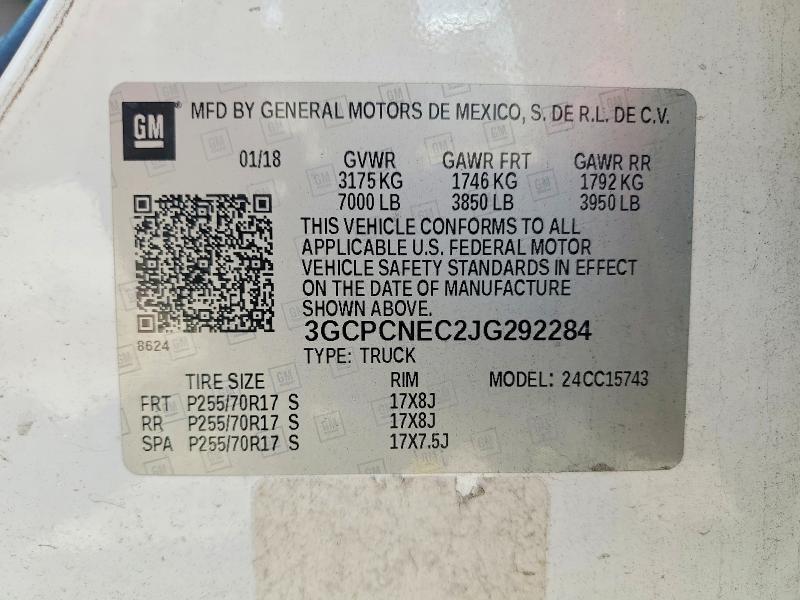 GM ® MFD BY GENERAL MOTORS DE MEXICO, S. DE R.L. DE C.V.
01/18 GVWR GAWR FRT GAWR RR
3175 KG 1746 KG 1792 KG
7000 LB 3850 LB 3950 LB
THIS VEHICLE CONFORMS TO ALL
APPLICABLE U.S. FEDERAL MOTOR
VEHICLE SAFETY STANDARDS IN EFFECT
ON THE DATE OF MANUFACTURE
SHOWN ABOVE.
3GCPCNEC2JG292284
8624
TYPE: TRUCK
TIRE SIZE RIM MODEL: 24CC15743
FRT P255/70R17 S 17X8J
RR P255/70R17 S 17X8J
SPA P255/70R17 S 17X7.5J